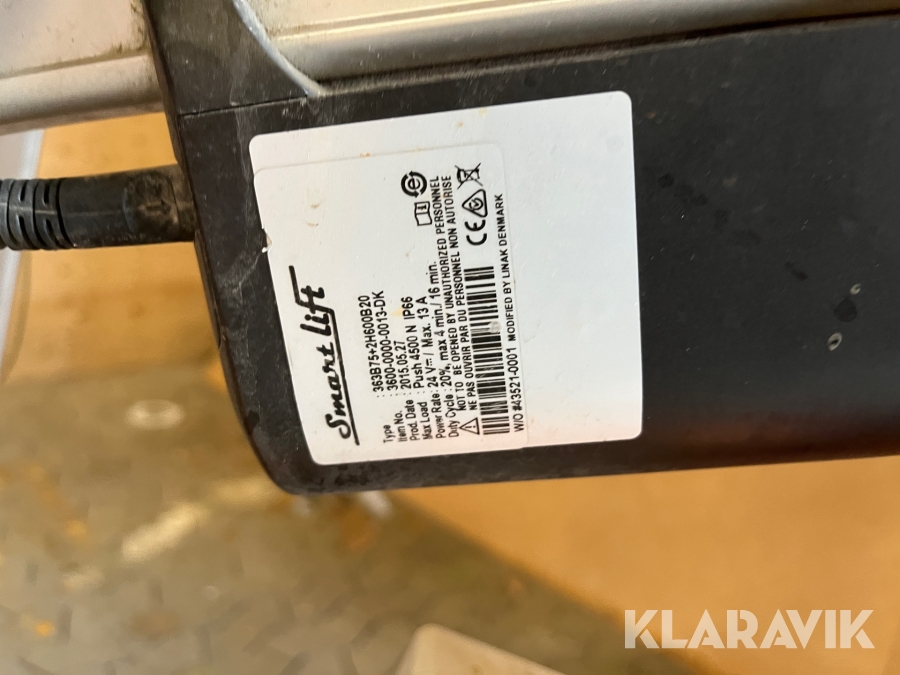 Smart Lift
Type : 363B75+2H600B20
Item No. : 3600-0000-0013-DK
Prod. Date : 2015.05.27
Max Load : Push 4500 N IP66
Power Rate : 24 V / Max. 13 A
Duty Cycle : 20%, max 4 min./ 16 min.
NOT TO BE OPENED BY UNAUTHORIZED PERSONNEL
NE PAS OUVRIR PAR DU PERSONNEL NON AUTORISE
CE
W/O #43521-0001 MODIFIED BY LINAK DENMARK
KLARAVIK